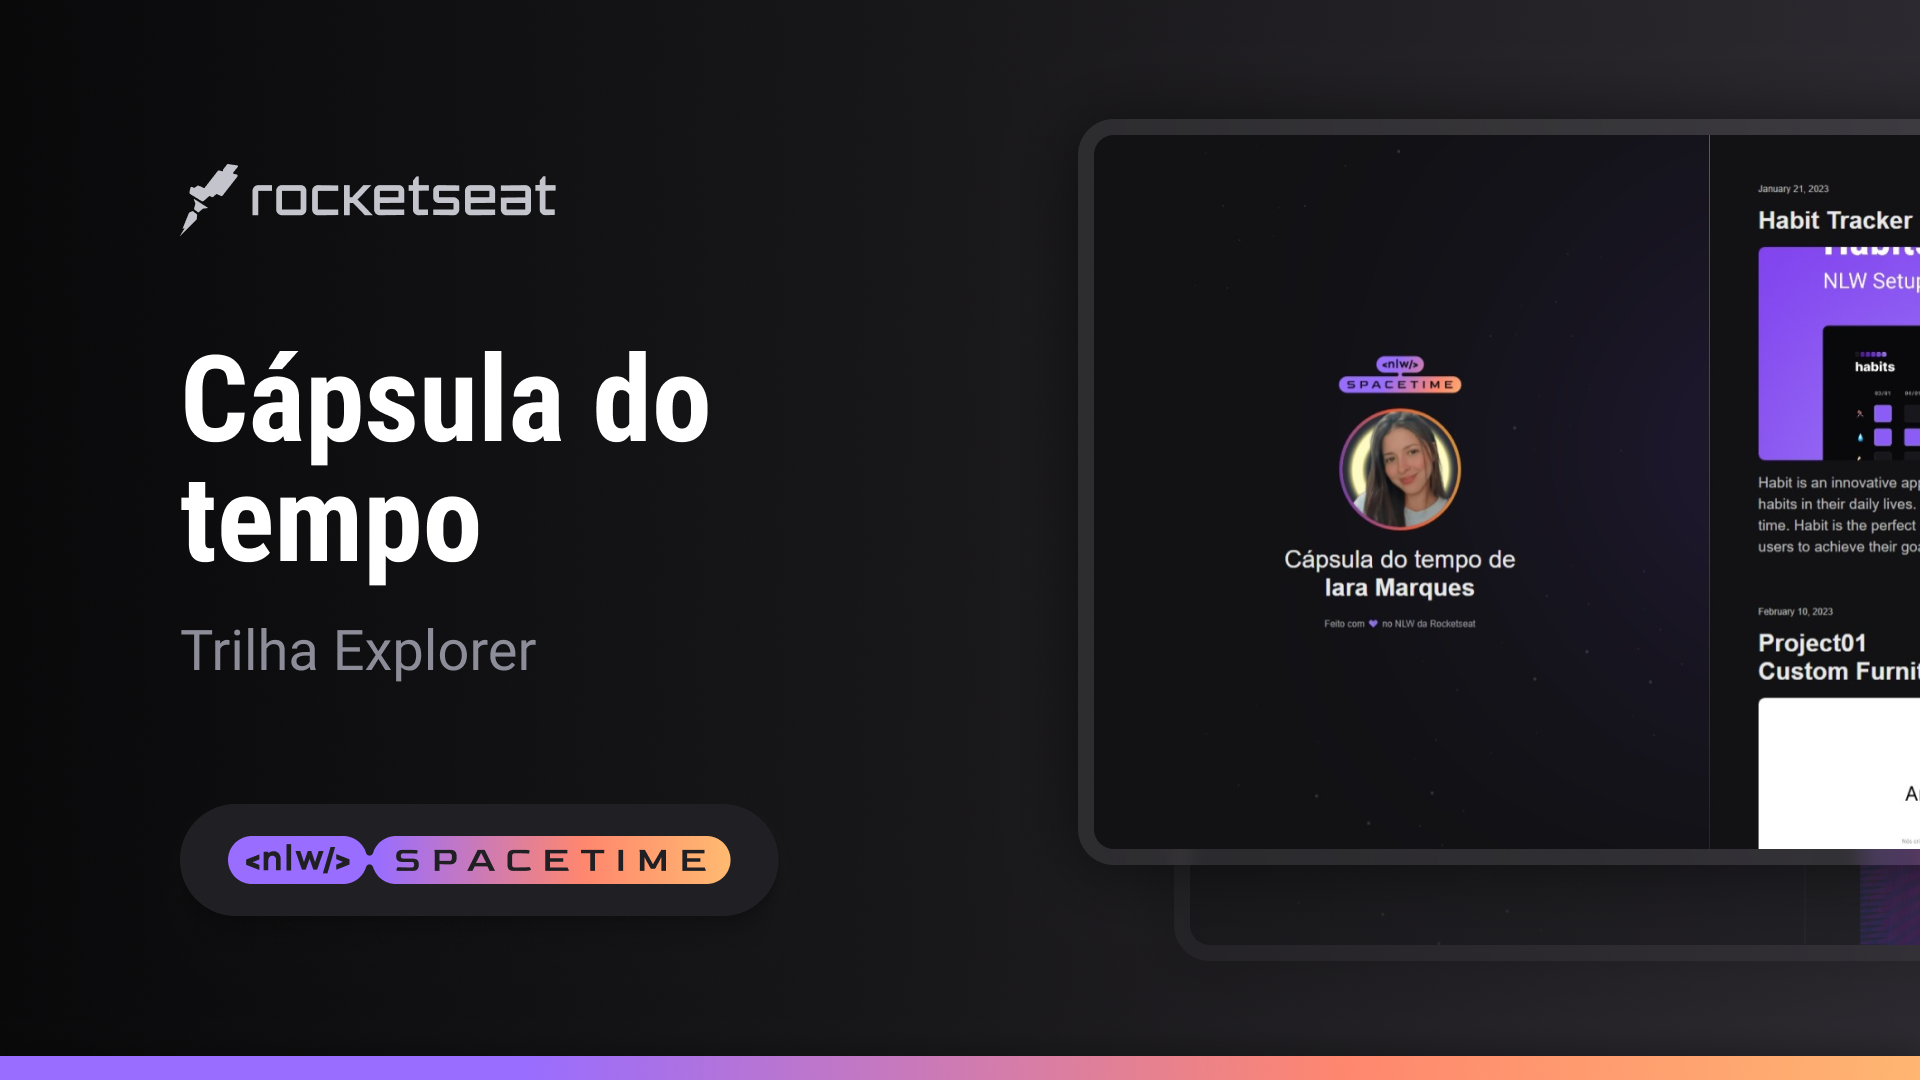 rocketseat
Cápsula do
tempo
Trilha Explorer
<nlw/> SPACETIME
<nlw/>
SPACETIME
Cápsula do tempo de
Iara Marques
Feito com 💜 no NLW da Rocketseat
January 21, 2023
Habit Tracker
NLW Setup
habits
Habit is an innovative app
habits in their daily lives.
time. Habit is the perfect
users to achieve their goa
February 10, 2023
Project01
Custom Furnit